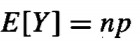 E[Y] = np